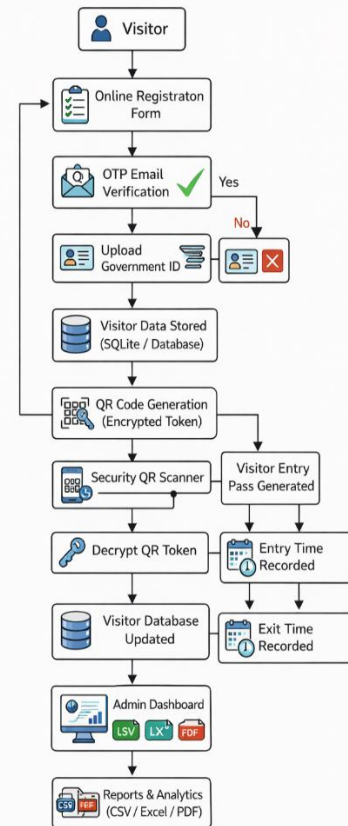 Visitor
Online Registraton
Form
OTP Email
Verification
Yes
No
Upload
Government ID
Visitor Data Stored
(SQLite / Database)
QR Code Generation
(Encrypted Token)
Security QR Scanner
Visitor Entry
Pass Generated
Decrypt QR Token
Entry Time
Recorded
Visitor Database
Updated
Exit Time
Recorded
Admin Dashboard
LSV
LX
FDF
Reports & Analytics
(CSV / Excel / PDF)
CSV